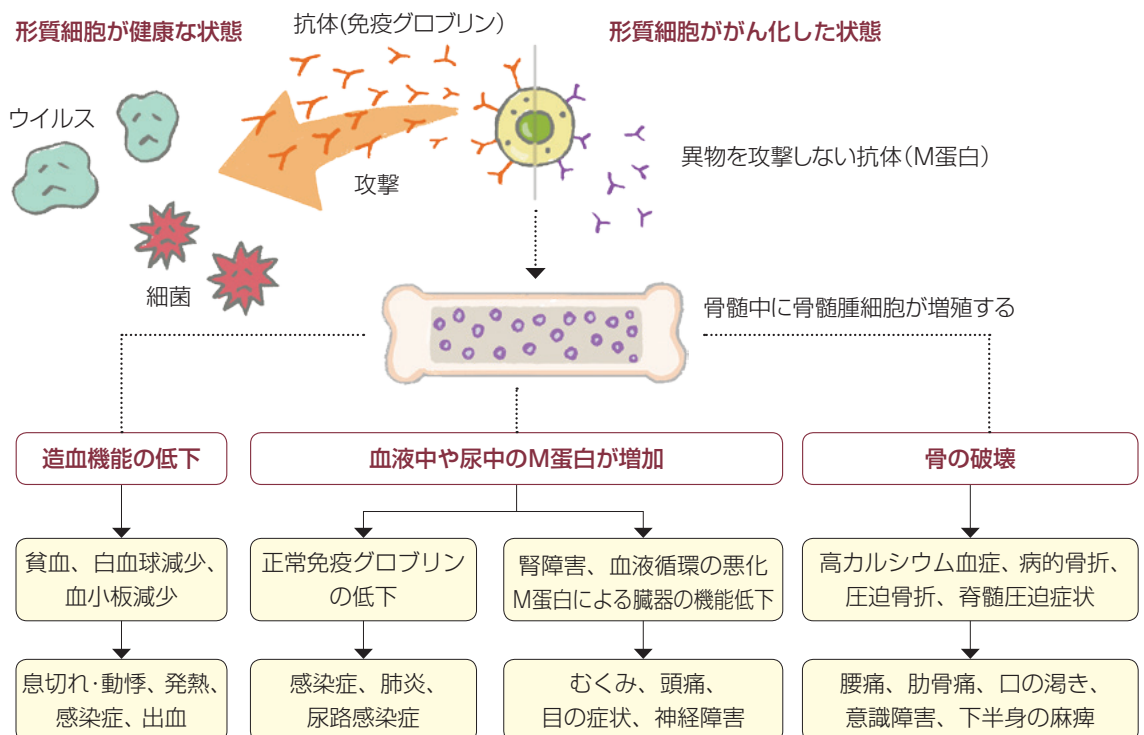 形質細胞が健康な状態
抗体(免疫グロブリン)
形質細胞ががん化した状態
ウイルス
攻撃
異物を攻撃しない抗体(M蛋白)
細菌
骨髄中に骨髄腫細胞が増殖する
造血機能の低下
血液中や尿中のM蛋白が増加
骨の破壊
貧血、白血球減少、
血小板減少
正常免疫グロブリン
の低下
腎障害、血液循環の悪化
M蛋白による臓器の機能低下
高カルシウム血症、病的骨折、
圧迫骨折、脊髄圧迫症状
息切れ・動悸、発熱、
感染症、出血
感染症、肺炎、
尿路感染症
むくみ、頭痛、
目の症状、神経障害
腰痛、肋骨痛、口の渇き、
意識障害、下半身の麻痺